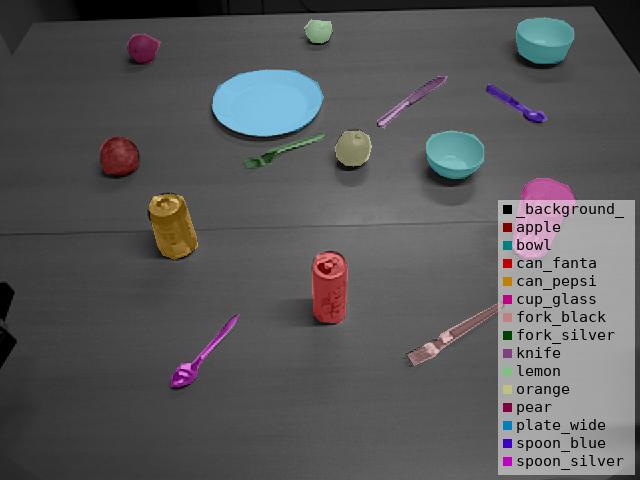 _background_
apple
bowl
can_fanta
can_pepsi
cup_glass
fork_black
fork_silver
knife
lemon
orange
pear
plate_wide
spoon_blue
spoon_silver